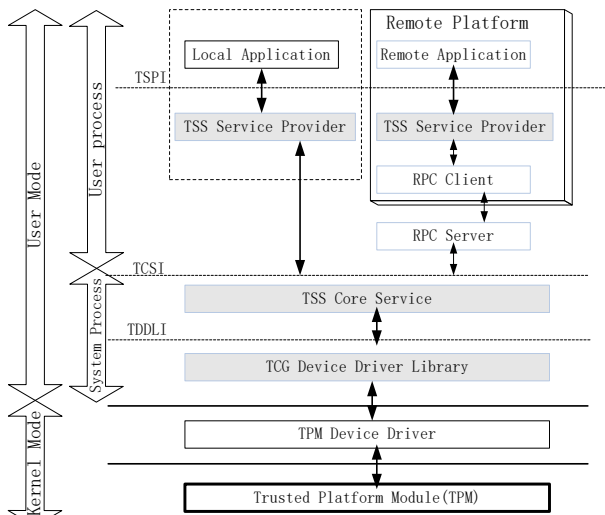 Remote Platform
Local Application
Remote Application
TSPI
TSS Service Provider
TSS Service Provider
RPC Client
RPC Server
TCSI
TSS Core Service
TDDLI
TCG Device Driver Library
TPM Device Driver
Trusted Platform Module(TPM)
User Mode
User process
System Process
Kernel Mode